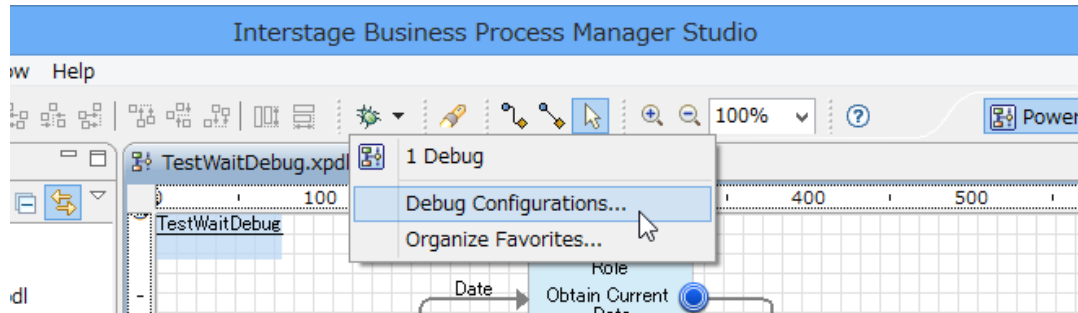 Interstage Business Process Manager Studio
ow Help
100%
Power
TestWaitDebug.xpdl
1 Debug
100
400
500
Debug Configurations...
TestWaitDebug
Organize Favorites...
Role
Date
Obtain Current
Date
dl